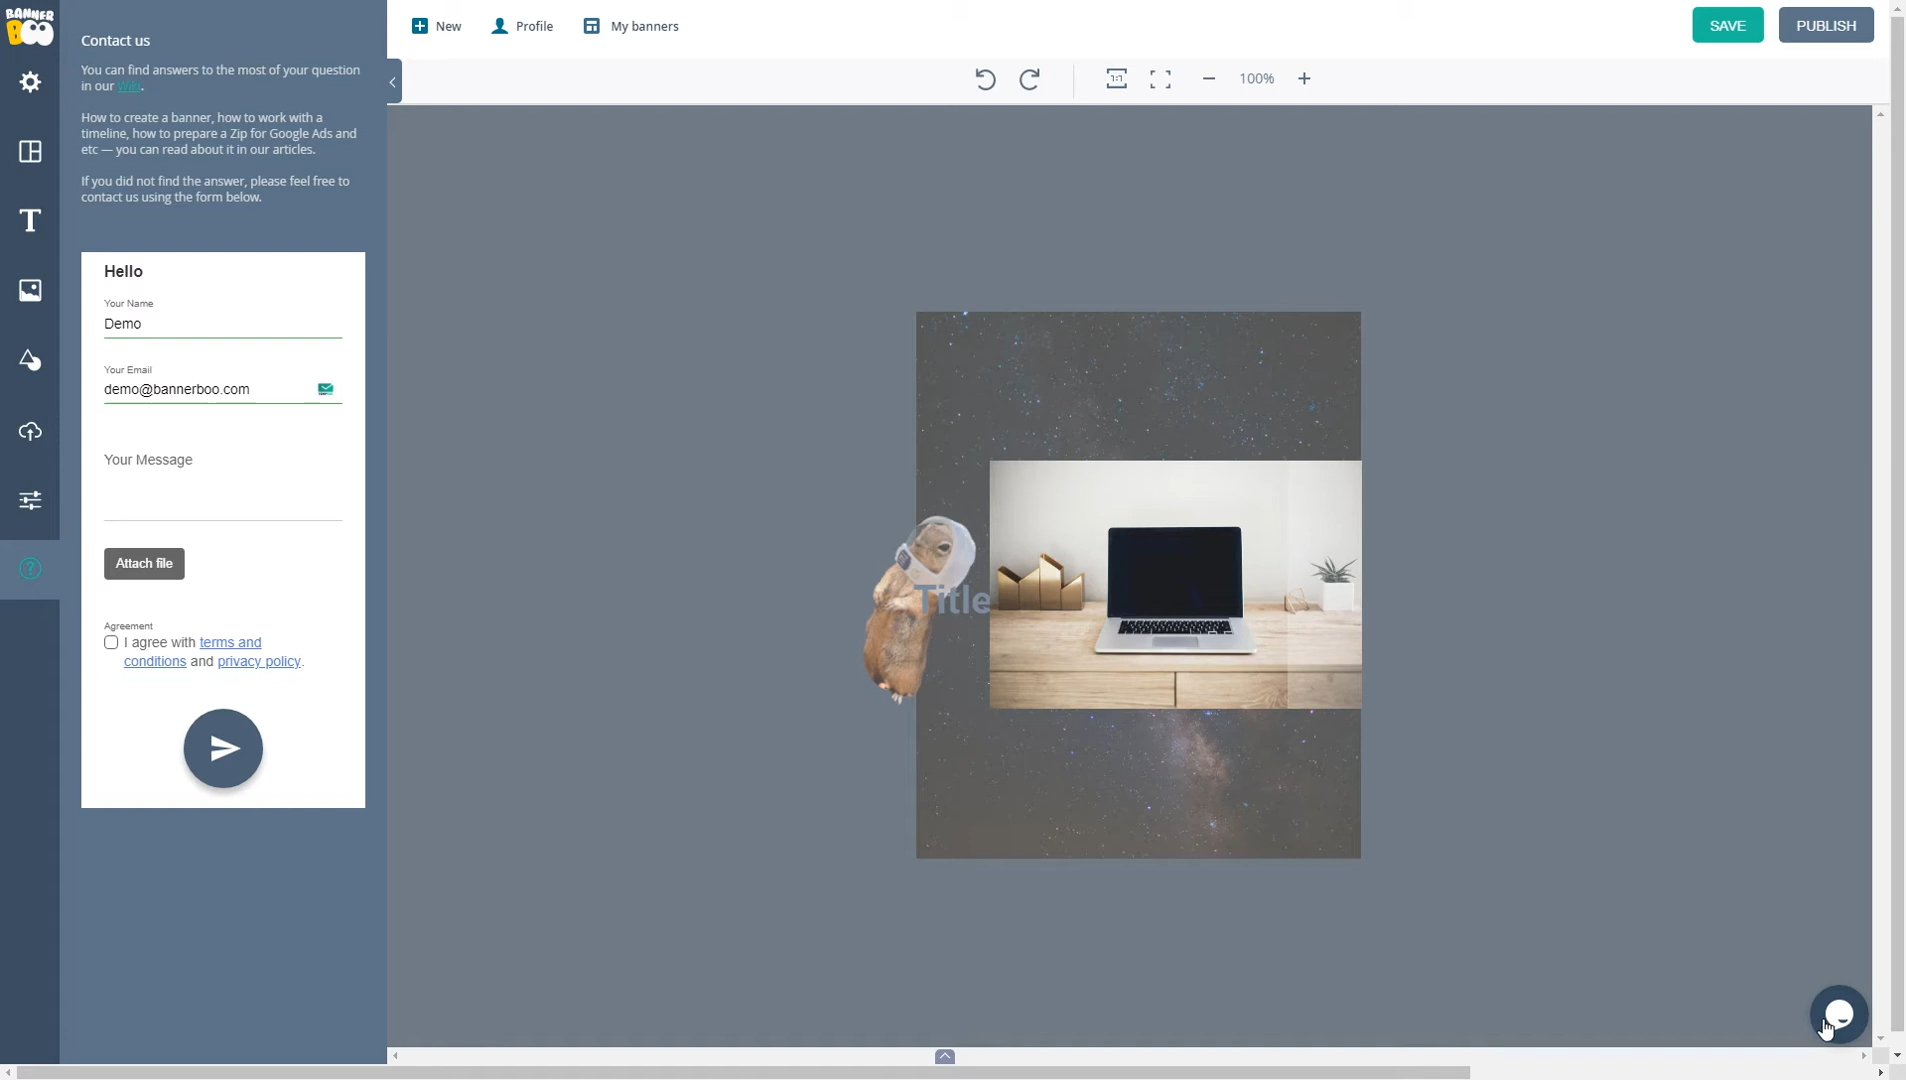 BANNER
BOO
New
Profile
My banners
SAVE
PUBLISH
1:1
100%
Contact us
You can find answers to the most of your question
in our Wiki.
How to create a banner, how to work with a
timeline, how to prepare a Zip for Google Ads and
etc — you can read about it in our articles.
If you did not find the answer, please feel free to
contact us using the form below.
Hello
Your Name
Demo
Your Email
demo@bannerboo.com
Your Message
Attach file
Agreement
I agree with terms and
conditions and privacy policy.
Title